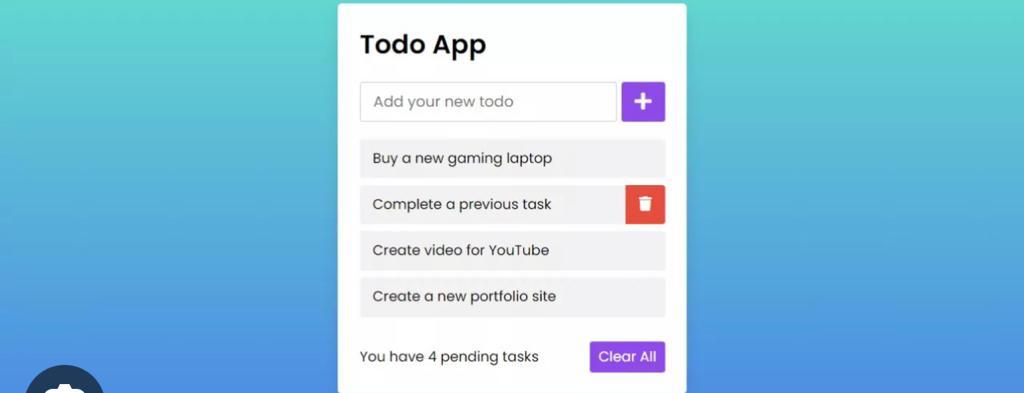 Todo App
Add your new todo
Buy a new gaming laptop
Complete a previous task
Create video for YouTube
Create a new portfolio site
You have 4 pending tasks
Clear All